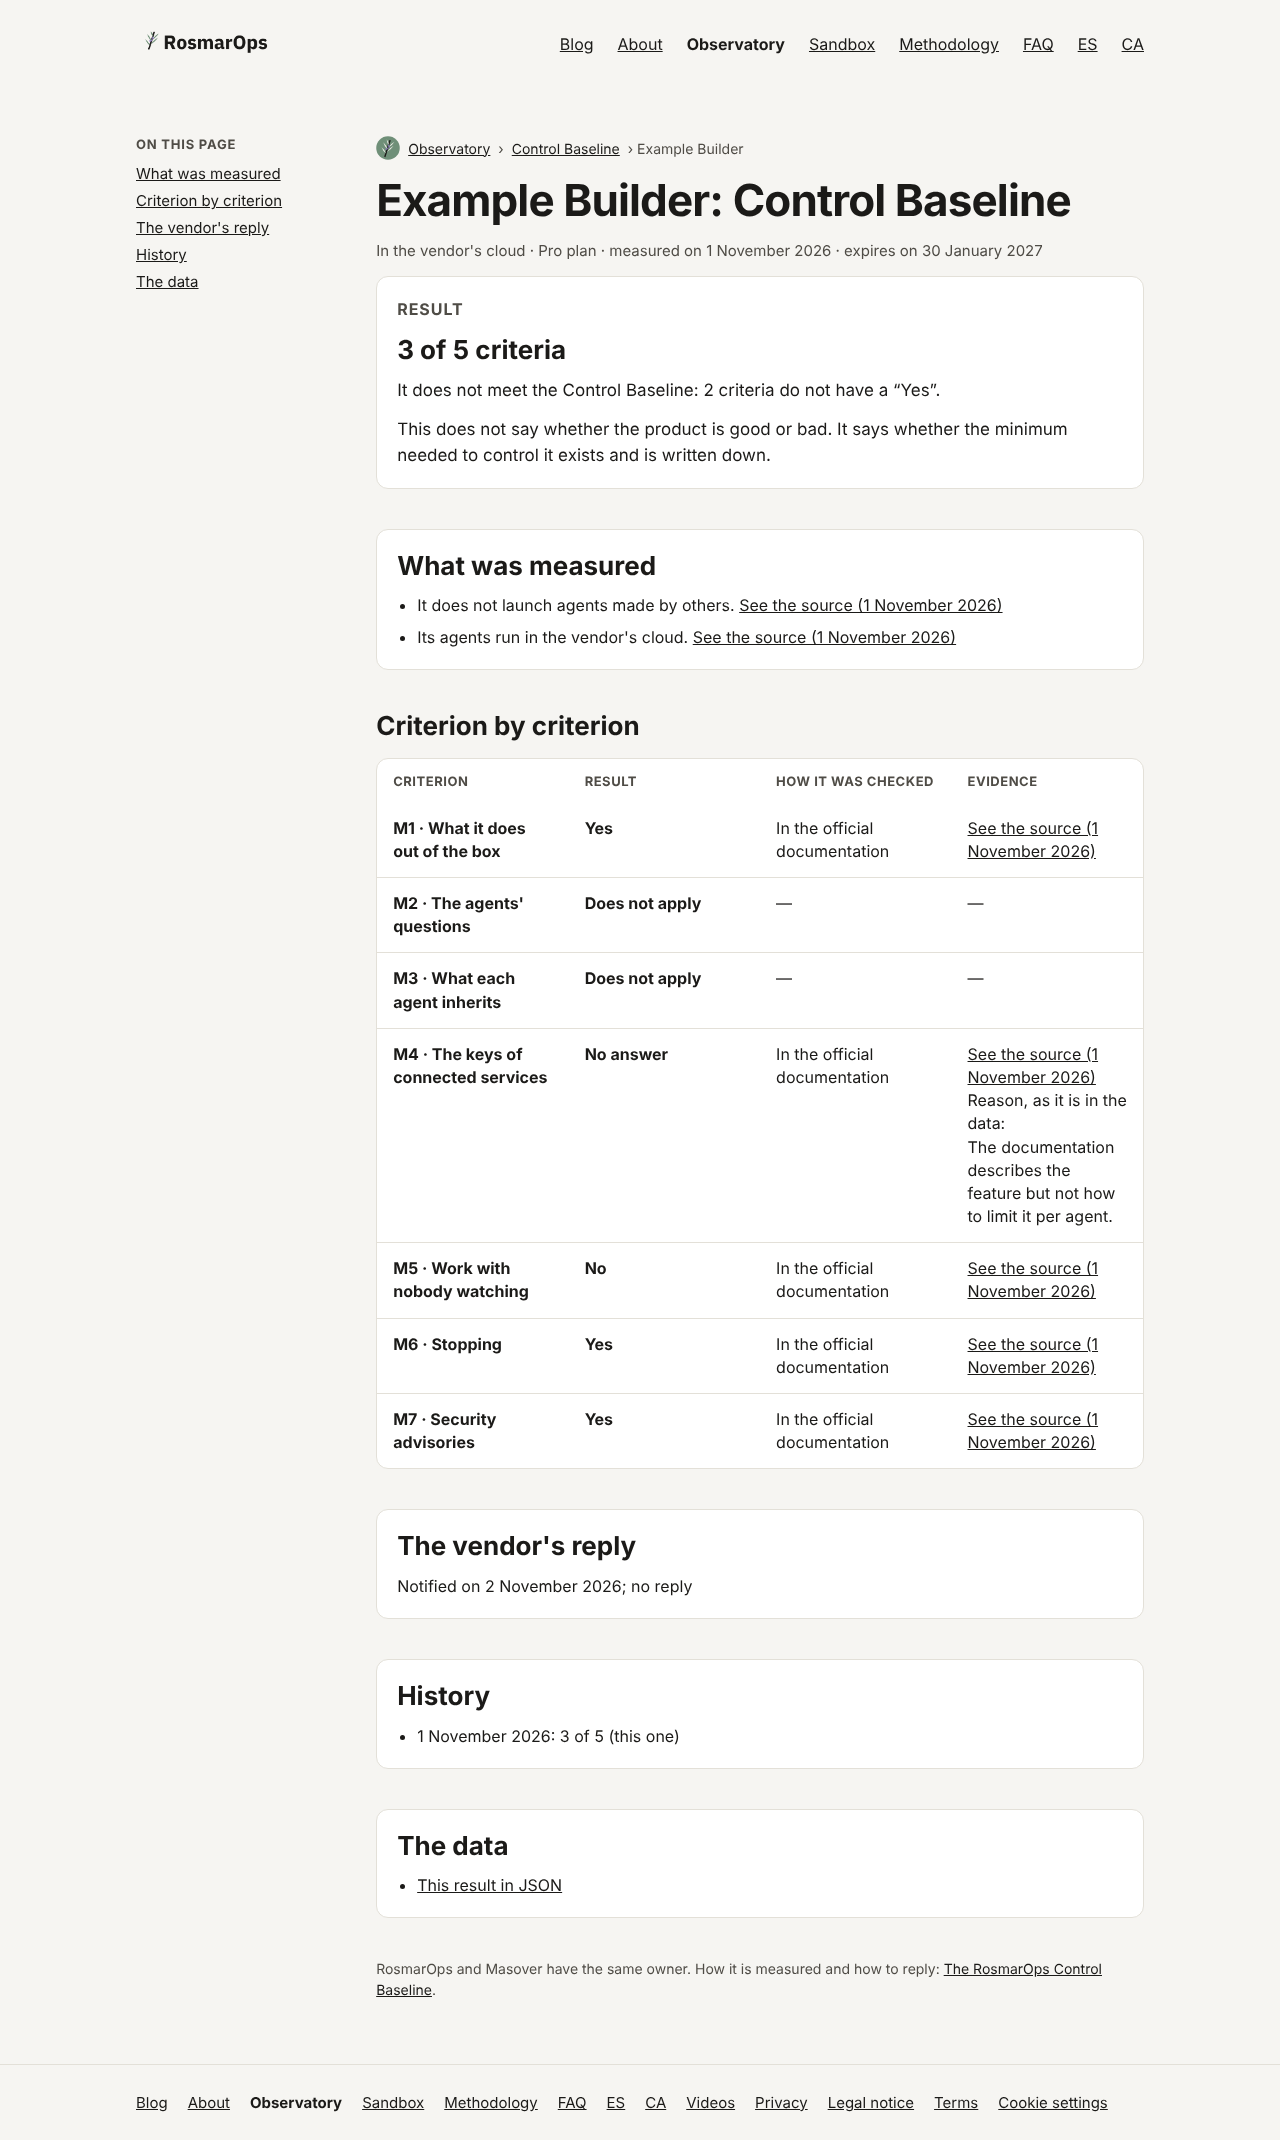 RosmarOps
Blog About Observatory Sandbox Methodology FAQ ES CA
ON THIS PAGE
What was measured
Criterion by criterion
The vendor's reply
History
The data
Observatory › Control Baseline › Example Builder
Example Builder: Control Baseline
In the vendor's cloud · Pro plan · measured on 1 November 2026 · expires on 30 January 2027
RESULT
3 of 5 criteria
It does not meet the Control Baseline: 2 criteria do not have a “Yes”.
This does not say whether the product is good or bad. It says whether the minimum
needed to control it exists and is written down.
What was measured
• It does not launch agents made by others. See the source (1 November 2026)
• Its agents run in the vendor's cloud. See the source (1 November 2026)
Criterion by criterion
CRITERION RESULT HOW IT WAS CHECKED EVIDENCE
M1 · What it does Yes In the official See the source (1
out of the box documentation November 2026)
M2 · The agents' Does not apply — —
questions
M3 · What each Does not apply — —
agent inherits
M4 · The keys of No answer In the official See the source (1
connected services documentation November 2026)
Reason, as it is in the
data:
The documentation
describes the
feature but not how
to limit it per agent.
M5 · Work with No In the official See the source (1
nobody watching documentation November 2026)
M6 · Stopping Yes In the official See the source (1
documentation November 2026)
M7 · Security Yes In the official See the source (1
advisories documentation November 2026)
The vendor's reply
Notified on 2 November 2026; no reply
History
• 1 November 2026: 3 of 5 (this one)
The data
• This result in JSON
RosmarOps and Masover have the same owner. How it is measured and how to reply: The RosmarOps Control
Baseline.
Blog About Observatory Sandbox Methodology FAQ ES CA Videos Privacy Legal notice Terms Cookie settings